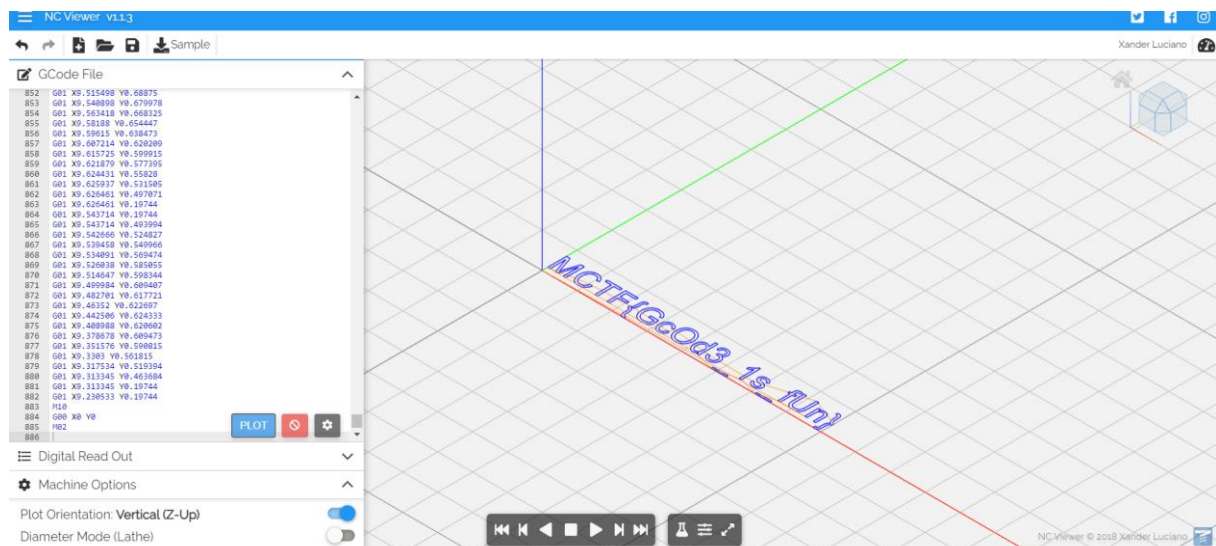 NC Viewer v1.1.3
Sample
Xander Luciano
GCode File
852 G01 X9.515498 Y0.68875
853 G01 X9.540898 Y0.679978
854 G01 X9.563418 Y0.668325
855 G01 X9.58188 Y0.654447
856 G01 X9.59615 Y0.638473
857 G01 X9.607214 Y0.620209
858 G01 X9.615725 Y0.599915
859 G01 X9.621879 Y0.577395
860 G01 X9.624431 Y0.55828
861 G01 X9.625937 Y0.531505
862 G01 X9.626461 Y0.497071
863 G01 X9.626461 Y0.19744
864 G01 X9.543714 Y0.19744
865 G01 X9.543714 Y0.493994
866 G01 X9.542666 Y0.524827
867 G01 X9.539458 Y0.549966
868 G01 X9.534091 Y0.569474
869 G01 X9.526038 Y0.585055
870 G01 X9.514647 Y0.598344
871 G01 X9.499984 Y0.609407
872 G01 X9.482701 Y0.617721
873 G01 X9.46352 Y0.622697
874 G01 X9.442506 Y0.624333
875 G01 X9.408988 Y0.620602
876 G01 X9.378678 Y0.609473
877 G01 X9.351576 Y0.590815
878 G01 X9.3303 Y0.561815
879 G01 X9.317534 Y0.519394
880 G01 X9.313345 Y0.463684
881 G01 X9.313345 Y0.19744
882 G01 X9.230533 Y0.19744
883 M10
884 G00 X0 Y0
885 M02
886
PLOT
Digital Read Out
Machine Options
Plot Orientation: Vertical (Z-Up)
Diameter Mode (Lathe)
MCTF{GcOd3_1s_fUn}
NC Viewer © 2018 Xander Luciano